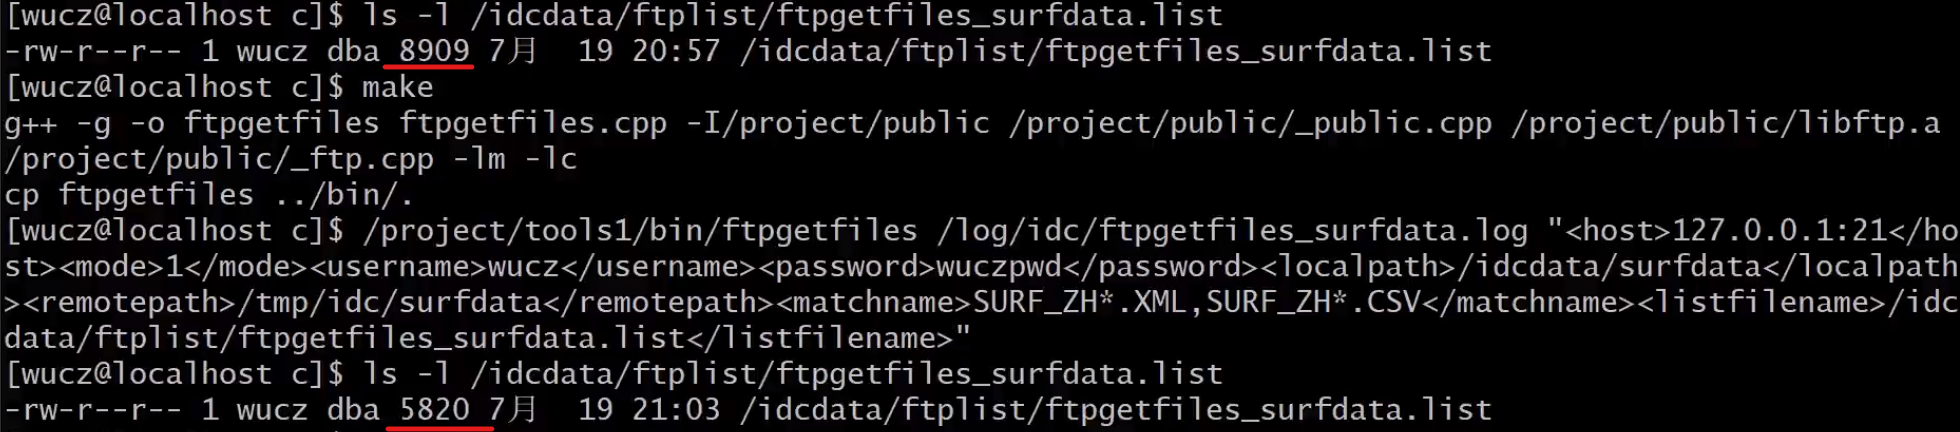 [wucz@localhost c]$ ls -l /idcdata/ftplist/ftpgetfiles_surfdata.list
-rw-r--r-- 1 wucz dba 8909 7月  19 20:57 /idcdata/ftplist/ftpgetfiles_surfdata.list
[wucz@localhost c]$ make
g++ -g -o ftpgetfiles ftpgetfiles.cpp -I/project/public /project/public/_public.cpp /project/public/libftp.a
/project/public/_ftp.cpp -lm -lc
cp ftpgetfiles ../bin/.
[wucz@localhost c]$ /project/tools1/bin/ftpgetfiles /log/idc/ftpgetfiles_surfdata.log "<host>127.0.0.1:21</ho
st><mode>1</mode><username>wucz</username><password>wuczpwd</password><localpath>/idcdata/surfdata</localpath
><remotepath>/tmp/idc/surfdata</remotepath><matchname>SURF_ZH*.XML,SURF_ZH*.CSV</matchname><listfilename>/idc
data/ftplist/ftpgetfiles_surfdata.list</listfilename>"
[wucz@localhost c]$ ls -l /idcdata/ftplist/ftpgetfiles_surfdata.list
-rw-r--r-- 1 wucz dba 5820 7月  19 21:03 /idcdata/ftplist/ftpgetfiles_surfdata.list